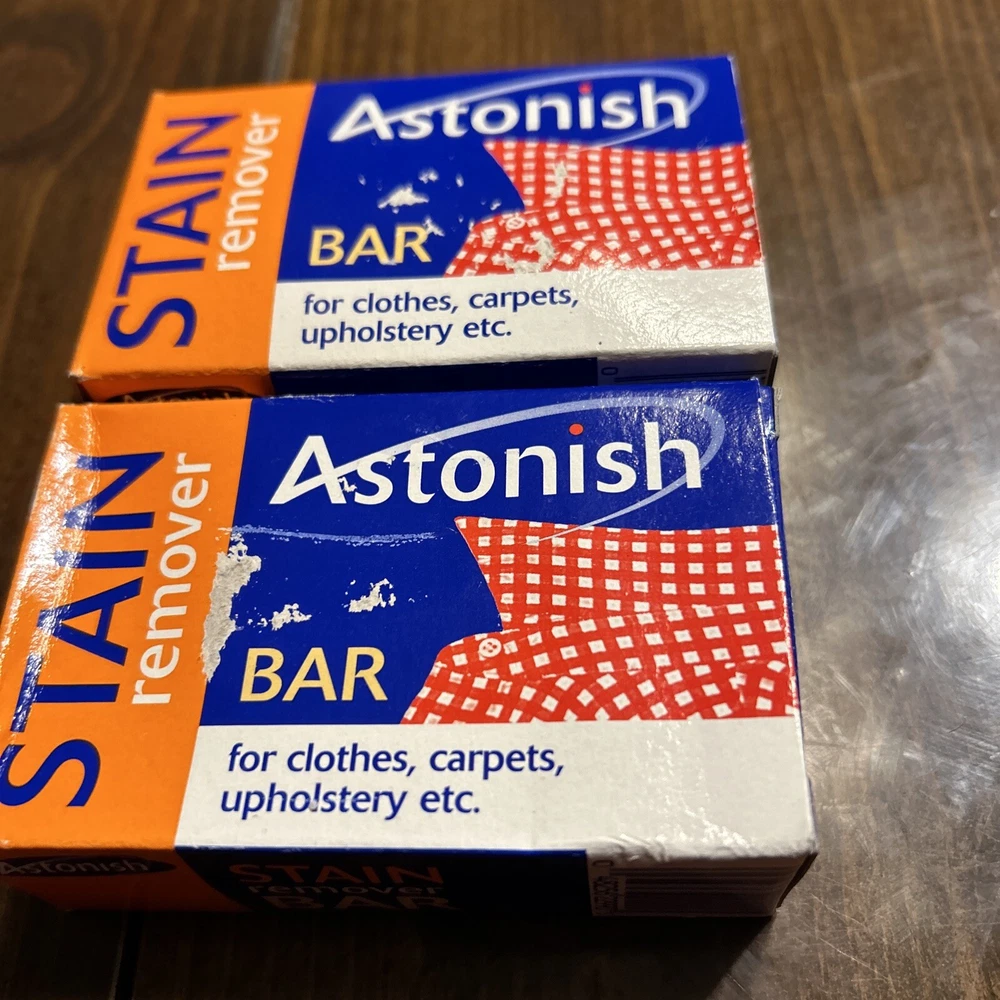 STAIN
remover
Astonish
BAR
for clothes, carpets,
upholstery etc.
Astonish
STAIN
remover
Astonish
BAR
for clothes, carpets,
upholstery etc.
Astonish
STAIN
remover
BAR